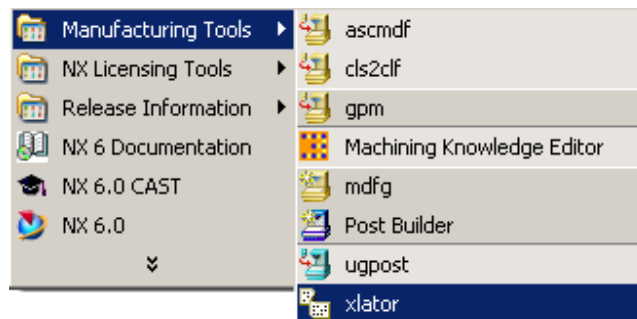 Manufacturing Tools
NX Licensing Tools
Release Information
NX 6 Documentation
NX 6.0 CAST
NX 6.0
ascmdf
cls2clf
gpm
Machining Knowledge Editor
mdfg
Post Builder
ugpost
xlator